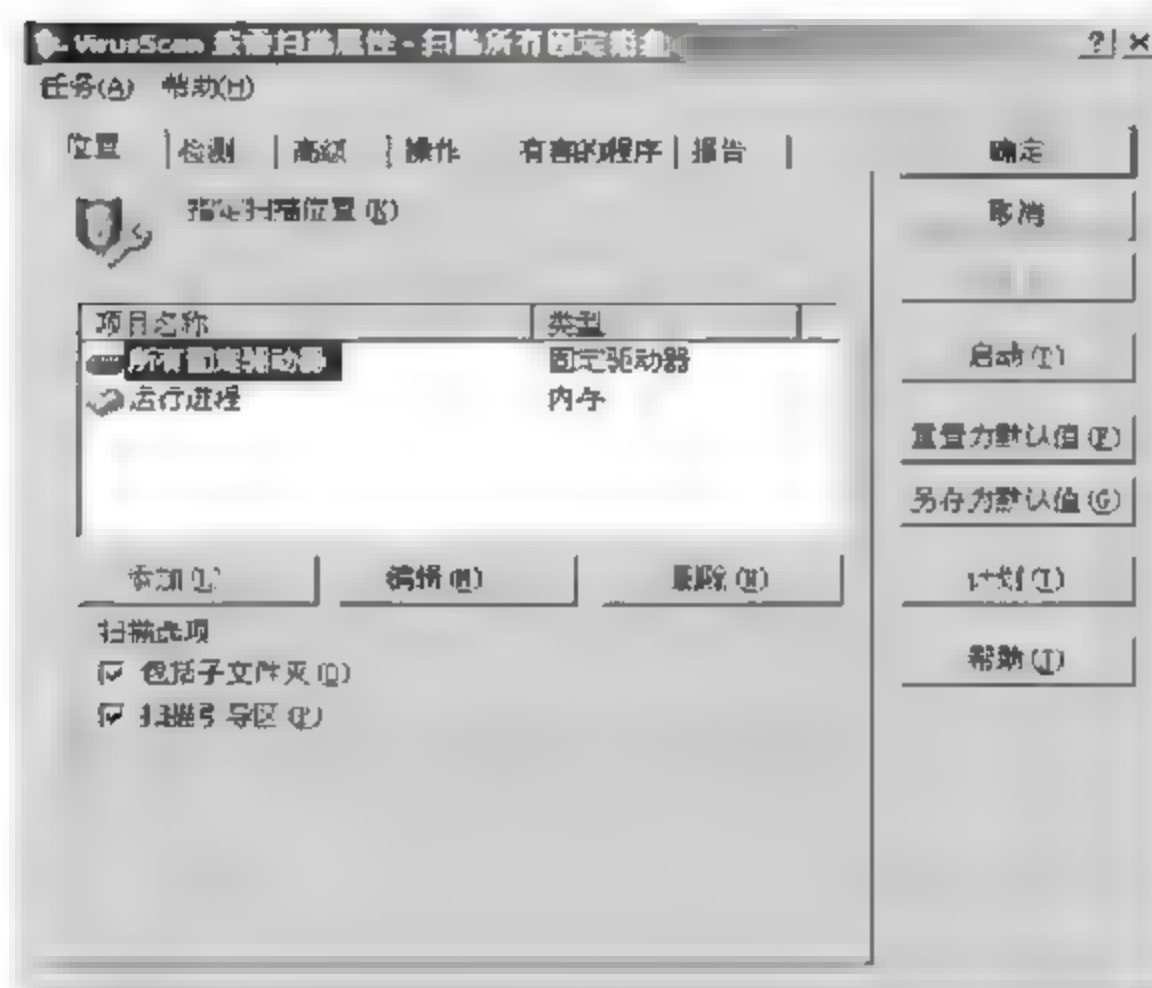 VirusScan 按需扫描属性 - 扫描所有固定磁盘
? ×
任务(A) 帮助(H)
位置 检测 高级 操作 有害的程序 报告
指定扫描位置(K)
项目名称 类型
所有固定驱动器 固定驱动器
运行进程 内存
添加(L) 编辑(M) 删除(N)
扫描选项
包括子文件夹(O)
扫描引导区(P)
确定
取消
启动(T)
重置为默认值(F)
另存为默认值(G)
计划(I)
帮助(J)